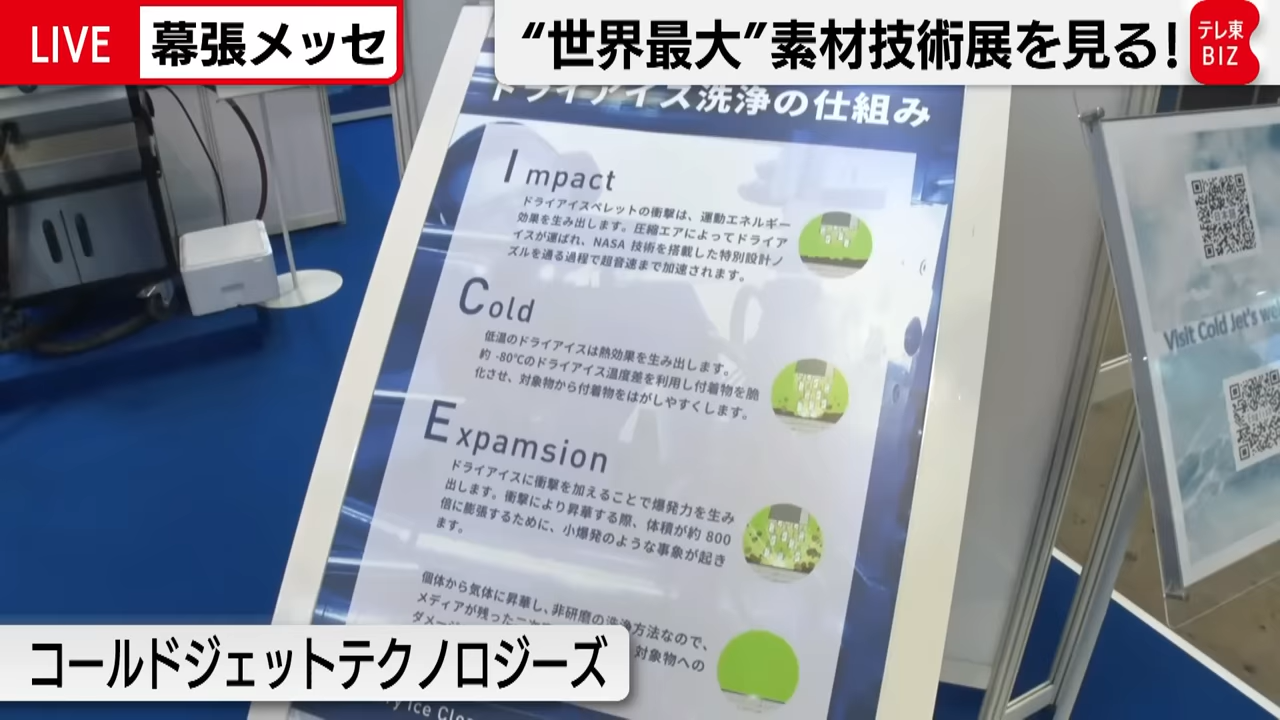 LIVE 幕張メッセ
“世界最大”素材技術展を見る!
テレ東
BIZ
ドライアイス洗浄の仕組み
Impact
ドライアイスペレットの衝撃は、運動エネルギー
効果を生み出します。圧縮エアによってドライア
イスが運ばれ、NASA 技術を搭載した特別設計ノ
ズルを通る過程で超音速まで加速されます。
Cold
低温のドライアイスは熱効果を生み出します。
約 -80℃のドライアイス温度差を利用し付着物を脆
化させ、対象物から付着物をはがしやすくします。
Expamsion
ドライアイスに衝撃を加えることで爆発力を生み
出します。衝撃により昇華する際、体積が約 800
倍に膨張するために、小爆発のような事象が起き
ます。
個体から気体に昇華し、非研磨の洗浄方法なので、
メディアが残った二次
ダメージ 対象物への
Ice
Visit Cold Jet's
コールドジェットテクノロジーズ